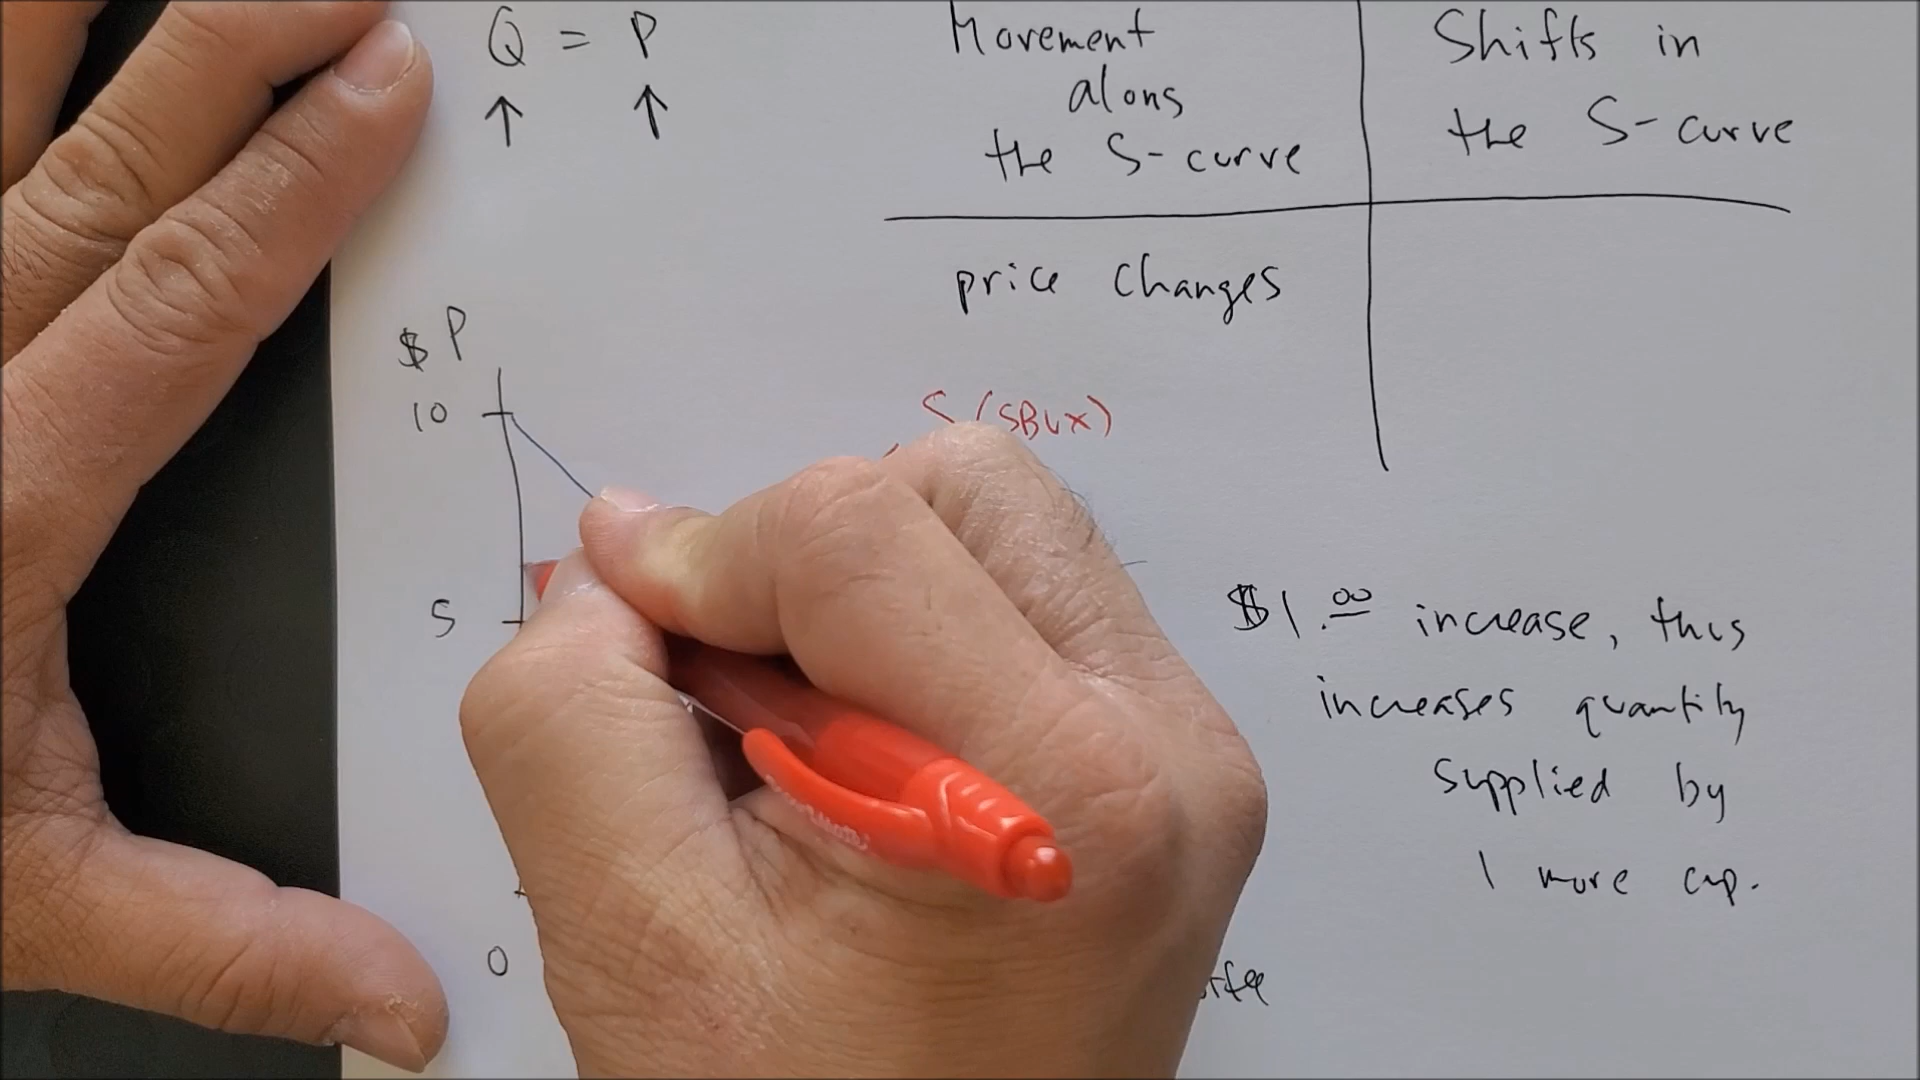 Q = P
↑ ↑
Movement
alons
the S-curve
Shifts in
the S-curve
price changes
$ P
10
S (SBUX)
5
0
$1.00 increase, this
increases quantity
supplied by
1 more cup.